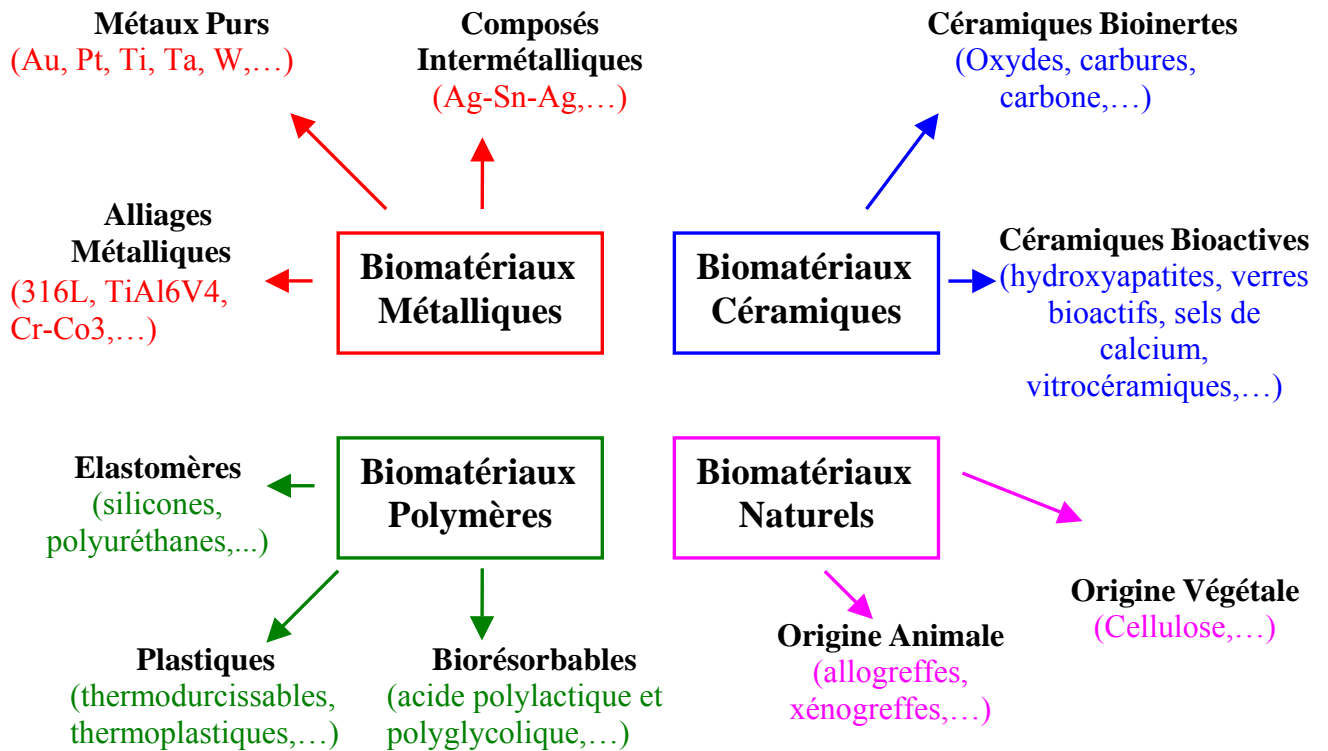 Métaux Purs
(Au, Pt, Ti, Ta, W,…)
Composés
Intermétalliques
(Ag-Sn-Ag,…)
Céramiques Bioinertes
(Oxydes, carbures,
carbone,…)
Alliages
Métalliques
(316L, TiAl6V4,
Cr-Co3,…)
Biomatériaux
Métalliques
Biomatériaux
Céramiques
Céramiques Bioactives
(hydroxyapatites, verres
bioactifs, sels de
calcium,
vitrocéramiques,…)
Elastomères
(silicones,
polyuréthanes,...)
Biomatériaux
Polymères
Biomatériaux
Naturels
Plastiques
(thermodurcissables,
thermoplastiques,…)
Biorésorbables
(acide polylactique et
polyglycolique,…)
Origine Animale
(allogreffes,
xénogreffes,…)
Origine Végétale
(Cellulose,…)